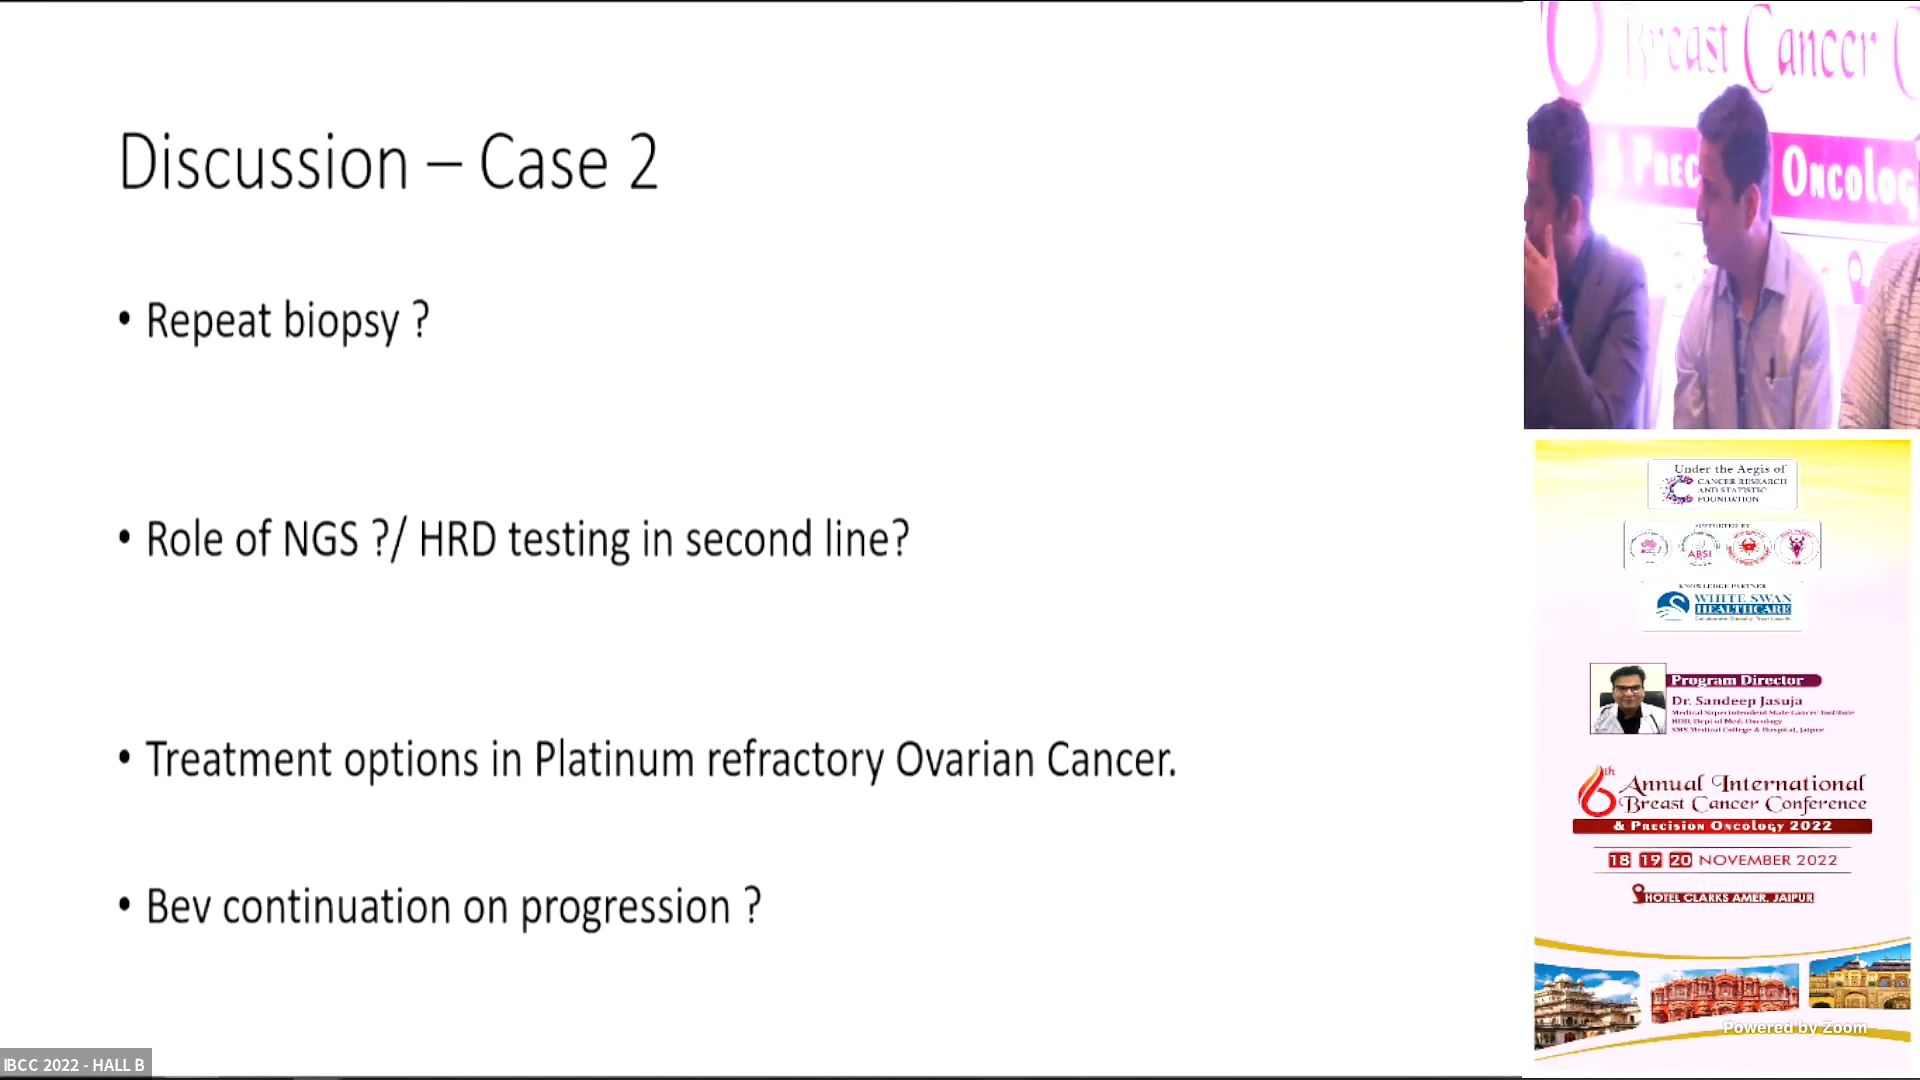 Discussion – Case 2
• Repeat biopsy ?
• Role of NGS ?/ HRD testing in second line?
• Treatment options in Platinum refractory Ovarian Cancer.
• Bev continuation on progression ?
IBCC 2022 - HALL B
Breast Cancer C
Oncolog
Under the Aegis of
CANCER RESEARCH
AND STATISTIC
FOUNDATION
SUPPORTED BY
ABSI
KNOWLEDGE PARTNER
WHITE SWAN
HEALTHCARE
Program Director
Dr. Sandeep Jasuja
Medical Superintendent State Cancer Institute
HOD, Dept of Med. Oncology
SMS Medical College & Hospital, Jaipur
6th Annual International
Breast Cancer Conference
& Precision Oncology 2022
18 19 20 NOVEMBER 2022
HOTEL CLARKS AMER, JAIPUR
Powered by Zoom